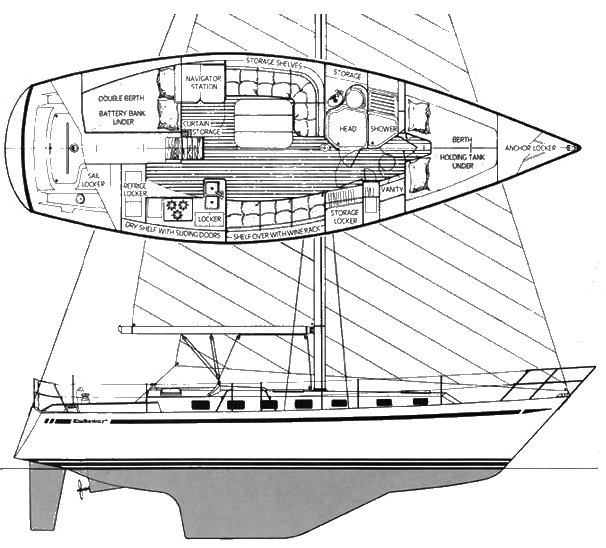 DOUBLE BERTH
BATTERY BANK
UNDER
NAVIGATOR
STATION
CURTAIN
STORAGE
STORAGE SHELVES
STORAGE
HEAD
SHOWER
BERTH
HOLDING TANK
UNDER
ANCHOR LOCKER
SAIL
LOCKER
REFRIGE
LOCKER
LOCKER
DRY SHELF WITH SLIDING DOORS
SHELF OVER WITH WINE RACK
STORAGE
LOCKER
VANITY
Endeavour